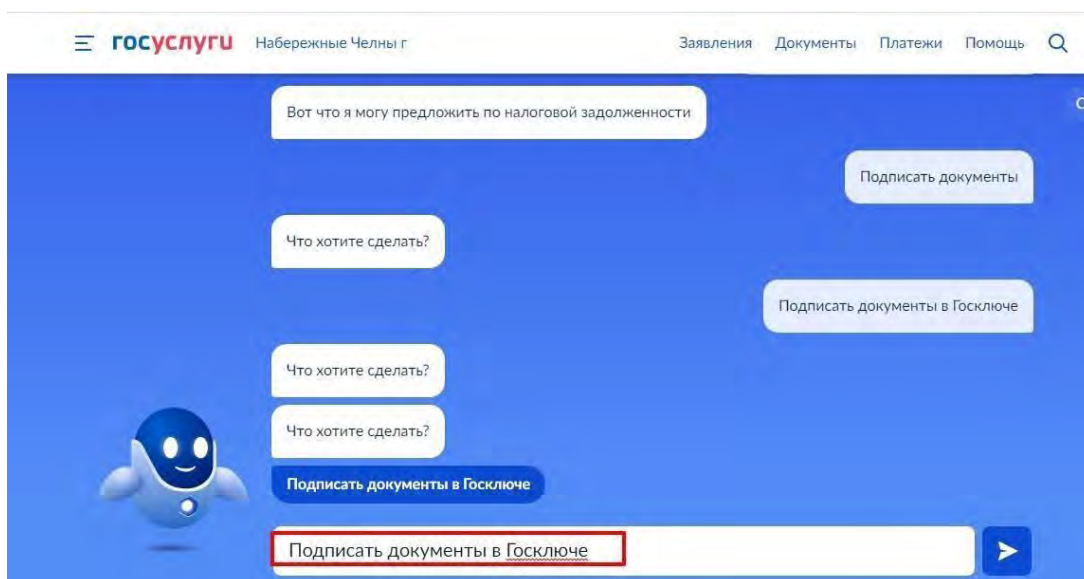 госуслуги Набережные Челны г Заявления Документы Платежи Помощь
Вот что я могу предложить по налоговой задолженности
Подписать документы
Что хотите сделать?
Подписать документы в Госключе
Что хотите сделать?
Что хотите сделать?
Подписать документы в Госключе
Подписать документы в Госключе